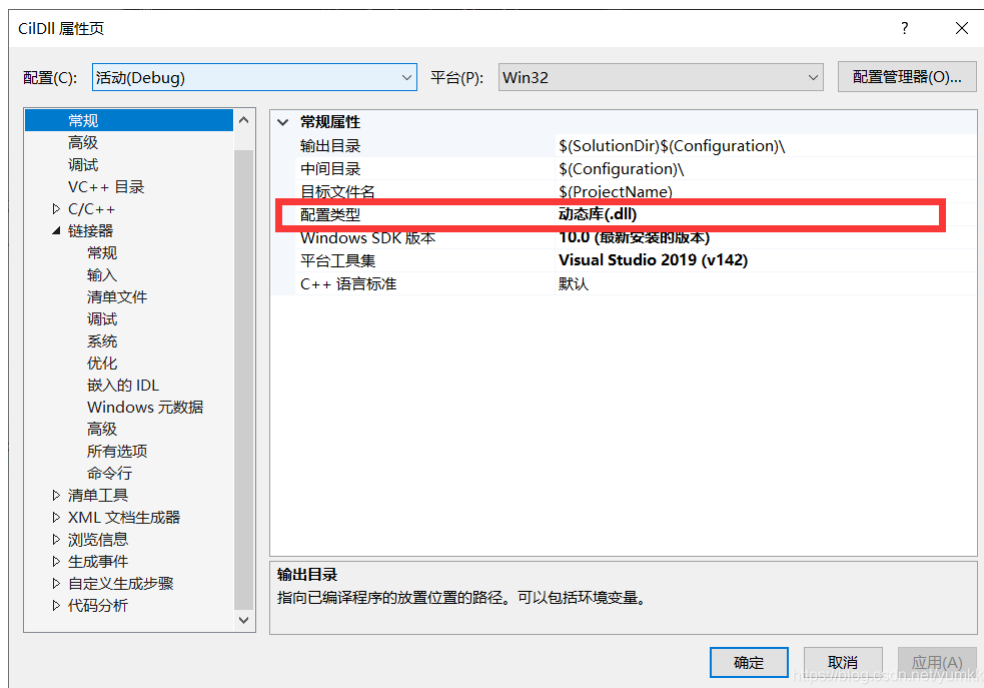 CilDll 属性页
配置(C): 活动(Debug) 平台(P): Win32 配置管理器(O)...
常规
高级
调试
VC++ 目录
C/C++
链接器
常规
输入
清单文件
调试
系统
优化
嵌入的 IDL
Windows 元数据
高级
所有选项
命令行
清单工具
XML 文档生成器
浏览信息
生成事件
自定义生成步骤
代码分析
常规属性
输出目录 $(SolutionDir)$(Configuration)\
中间目录 $(Configuration)\
目标文件名 $(ProjectName)
配置类型 动态库(.dll)
Windows SDK 版本 10.0 (最新安装的版本)
平台工具集 Visual Studio 2019 (v142)
C++ 语言标准 默认
输出目录
指向已编译程序的放置位置的路径。可以包括环境变量。
确定 取消 应用(A)